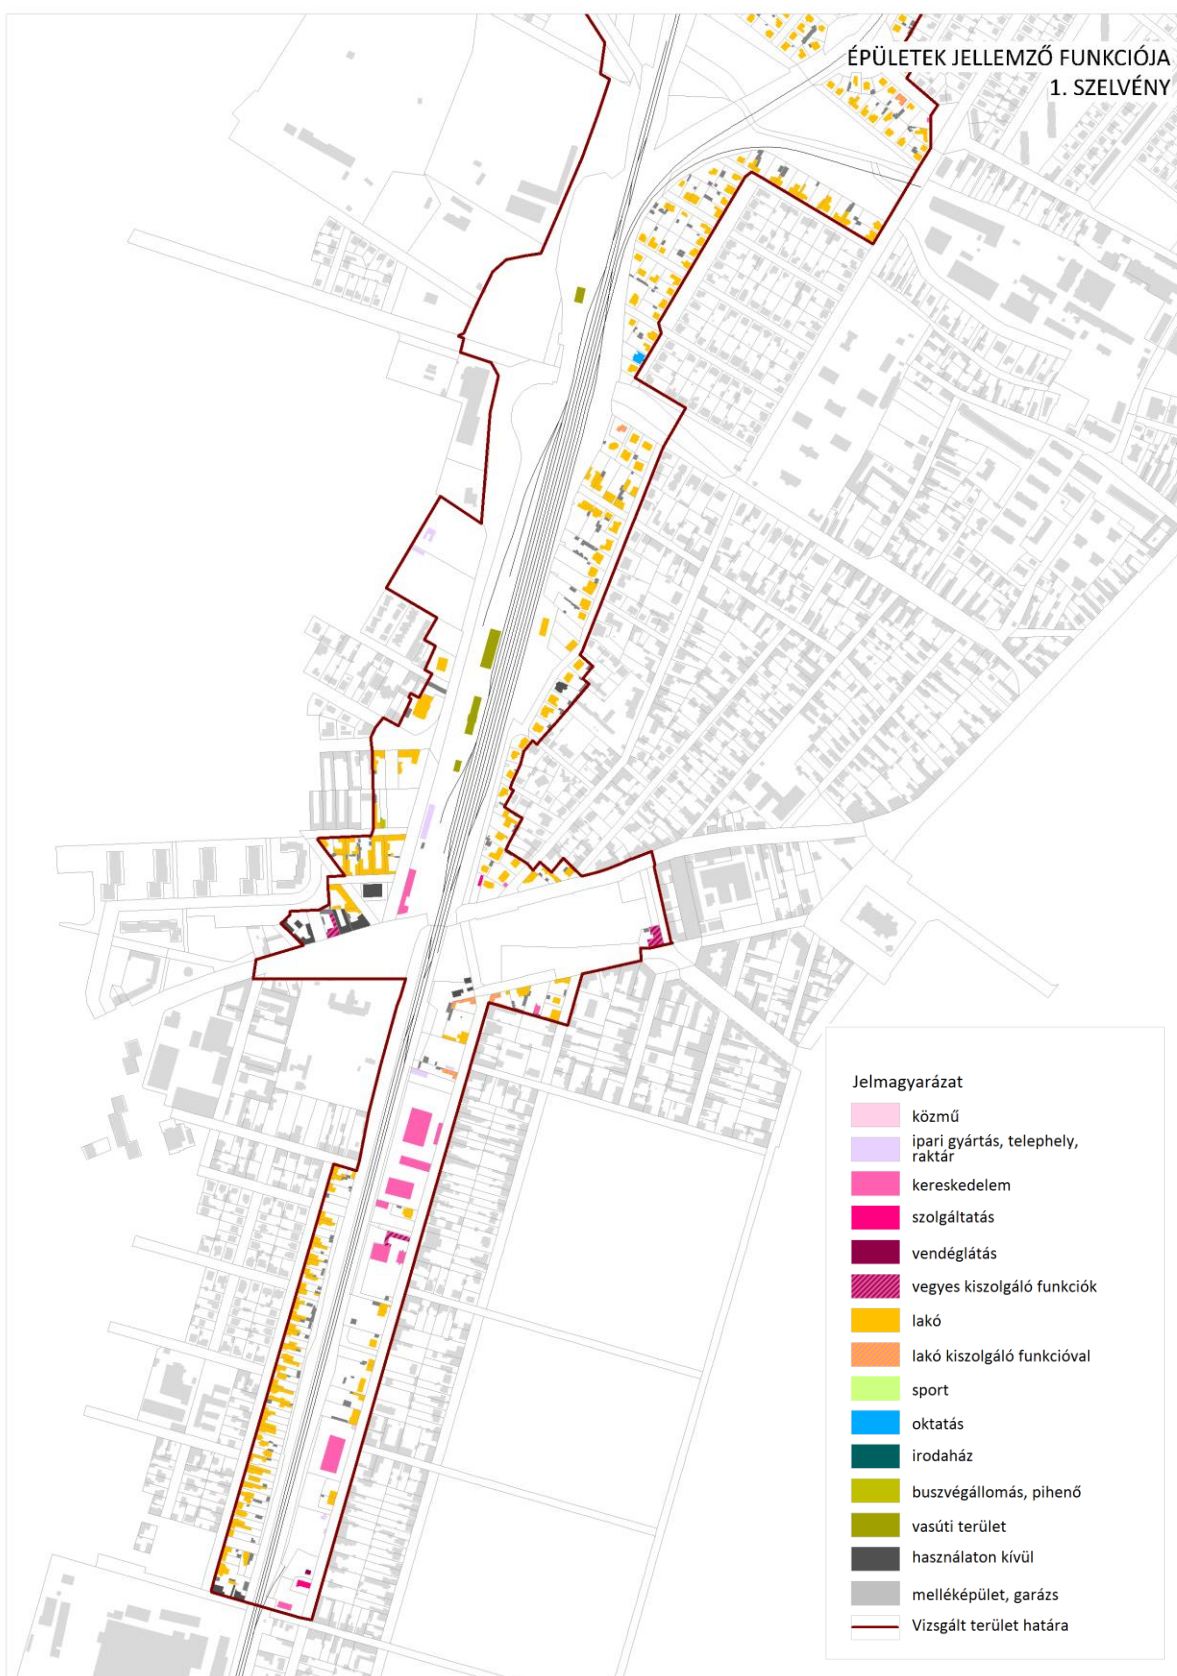 ÉPÜLETEK JELLEMZŐ FUNKCIÓJA
1. SZELVÉNY
Jelmagyarázat
közmű
ipari gyártás, telephely,
raktár
kereskedelem
szolgáltatás
vendéglátás
vegyes kiszolgáló funkciók
lakó
lakó kiszolgáló funkcióval
sport
oktatás
irodaház
buszvégállomás, pihenő
vasúti terület
használaton kívül
melléképület, garázs
Vizsgált terület határa